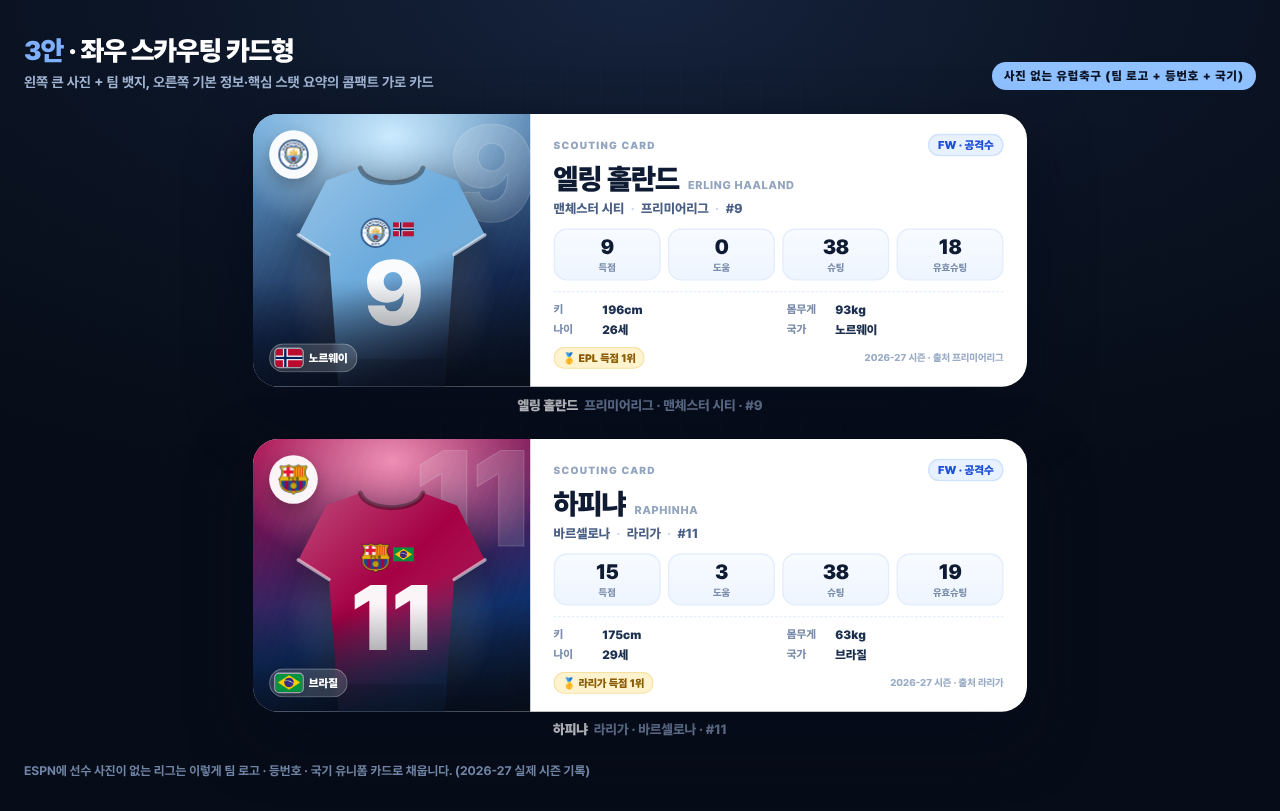 3안 · 좌우 스카우팅 카드형
왼쪽 큰 사진 + 팀 뱃지, 오른쪽 기본 정보·핵심 스탯 요약의 콤팩트 가로 카드
사진 없는 유럽축구 (팀 로고 + 등번호 + 국기)
9
9
노르웨이
SCOUTING CARD
FW · 공격수
엘링 홀란드 ERLING HAALAND
맨체스터 시티 · 프리미어리그 · #9
9 0 38 18
득점 도움 슈팅 유효슈팅
키 196cm 몸무게 93kg
나이 26세 국가 노르웨이
🥇 EPL 득점 1위
2026-27 시즌 · 출처 프리미어리그
엘링 홀란드 프리미어리그 · 맨체스터 시티 · #9
11
11
브라질
SCOUTING CARD
FW · 공격수
하피냐 RAPHINHA
바르셀로나 · 라리가 · #11
15 3 38 19
득점 도움 슈팅 유효슈팅
키 175cm 몸무게 63kg
나이 29세 국가 브라질
🥇 라리가 득점 1위
2026-27 시즌 · 출처 라리가
하피냐 라리가 · 바르셀로나 · #11
ESPN에 선수 사진이 없는 리그는 이렇게 팀 로고 · 등번호 · 국기 유니폼 카드로 채웁니다. (2026-27 실제 시즌 기록)